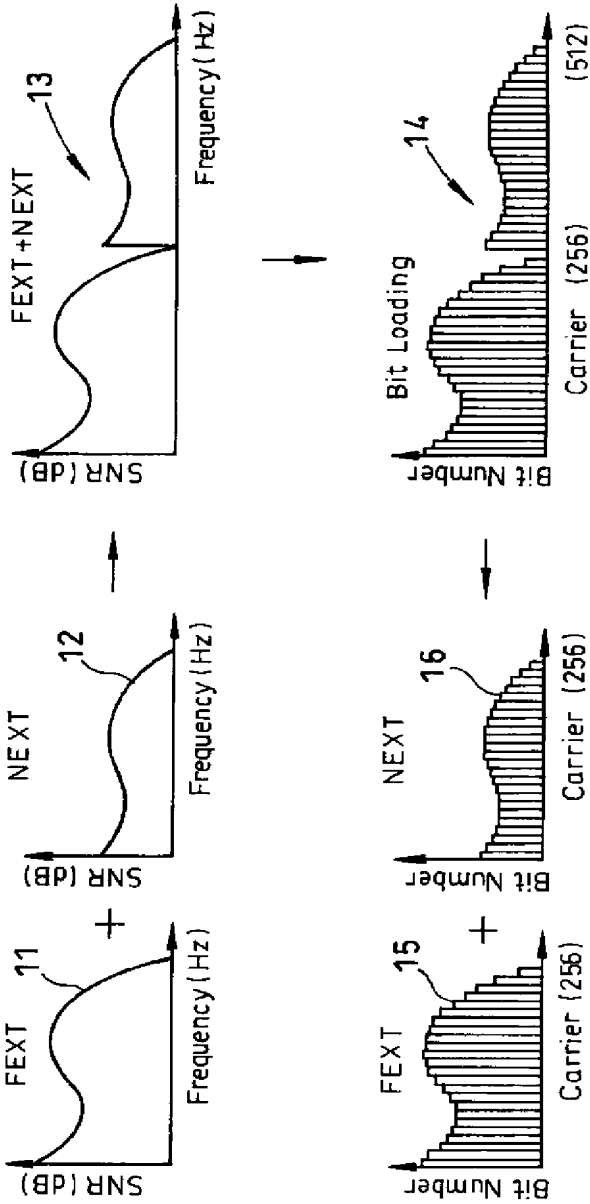 FEXT
11
SNR (dB)
Frequency (Hz)
+
NEXT
12
SNR (dB)
Frequency (Hz)
FEXT+NEXT
13
SNR (dB)
Frequency (Hz)
FEXT
15
Bit Number
Carrier (256)
+
NEXT
16
Bit Number
Carrier (256)
Bit Loading
14
Bit Number
Carrier (256)
(512)